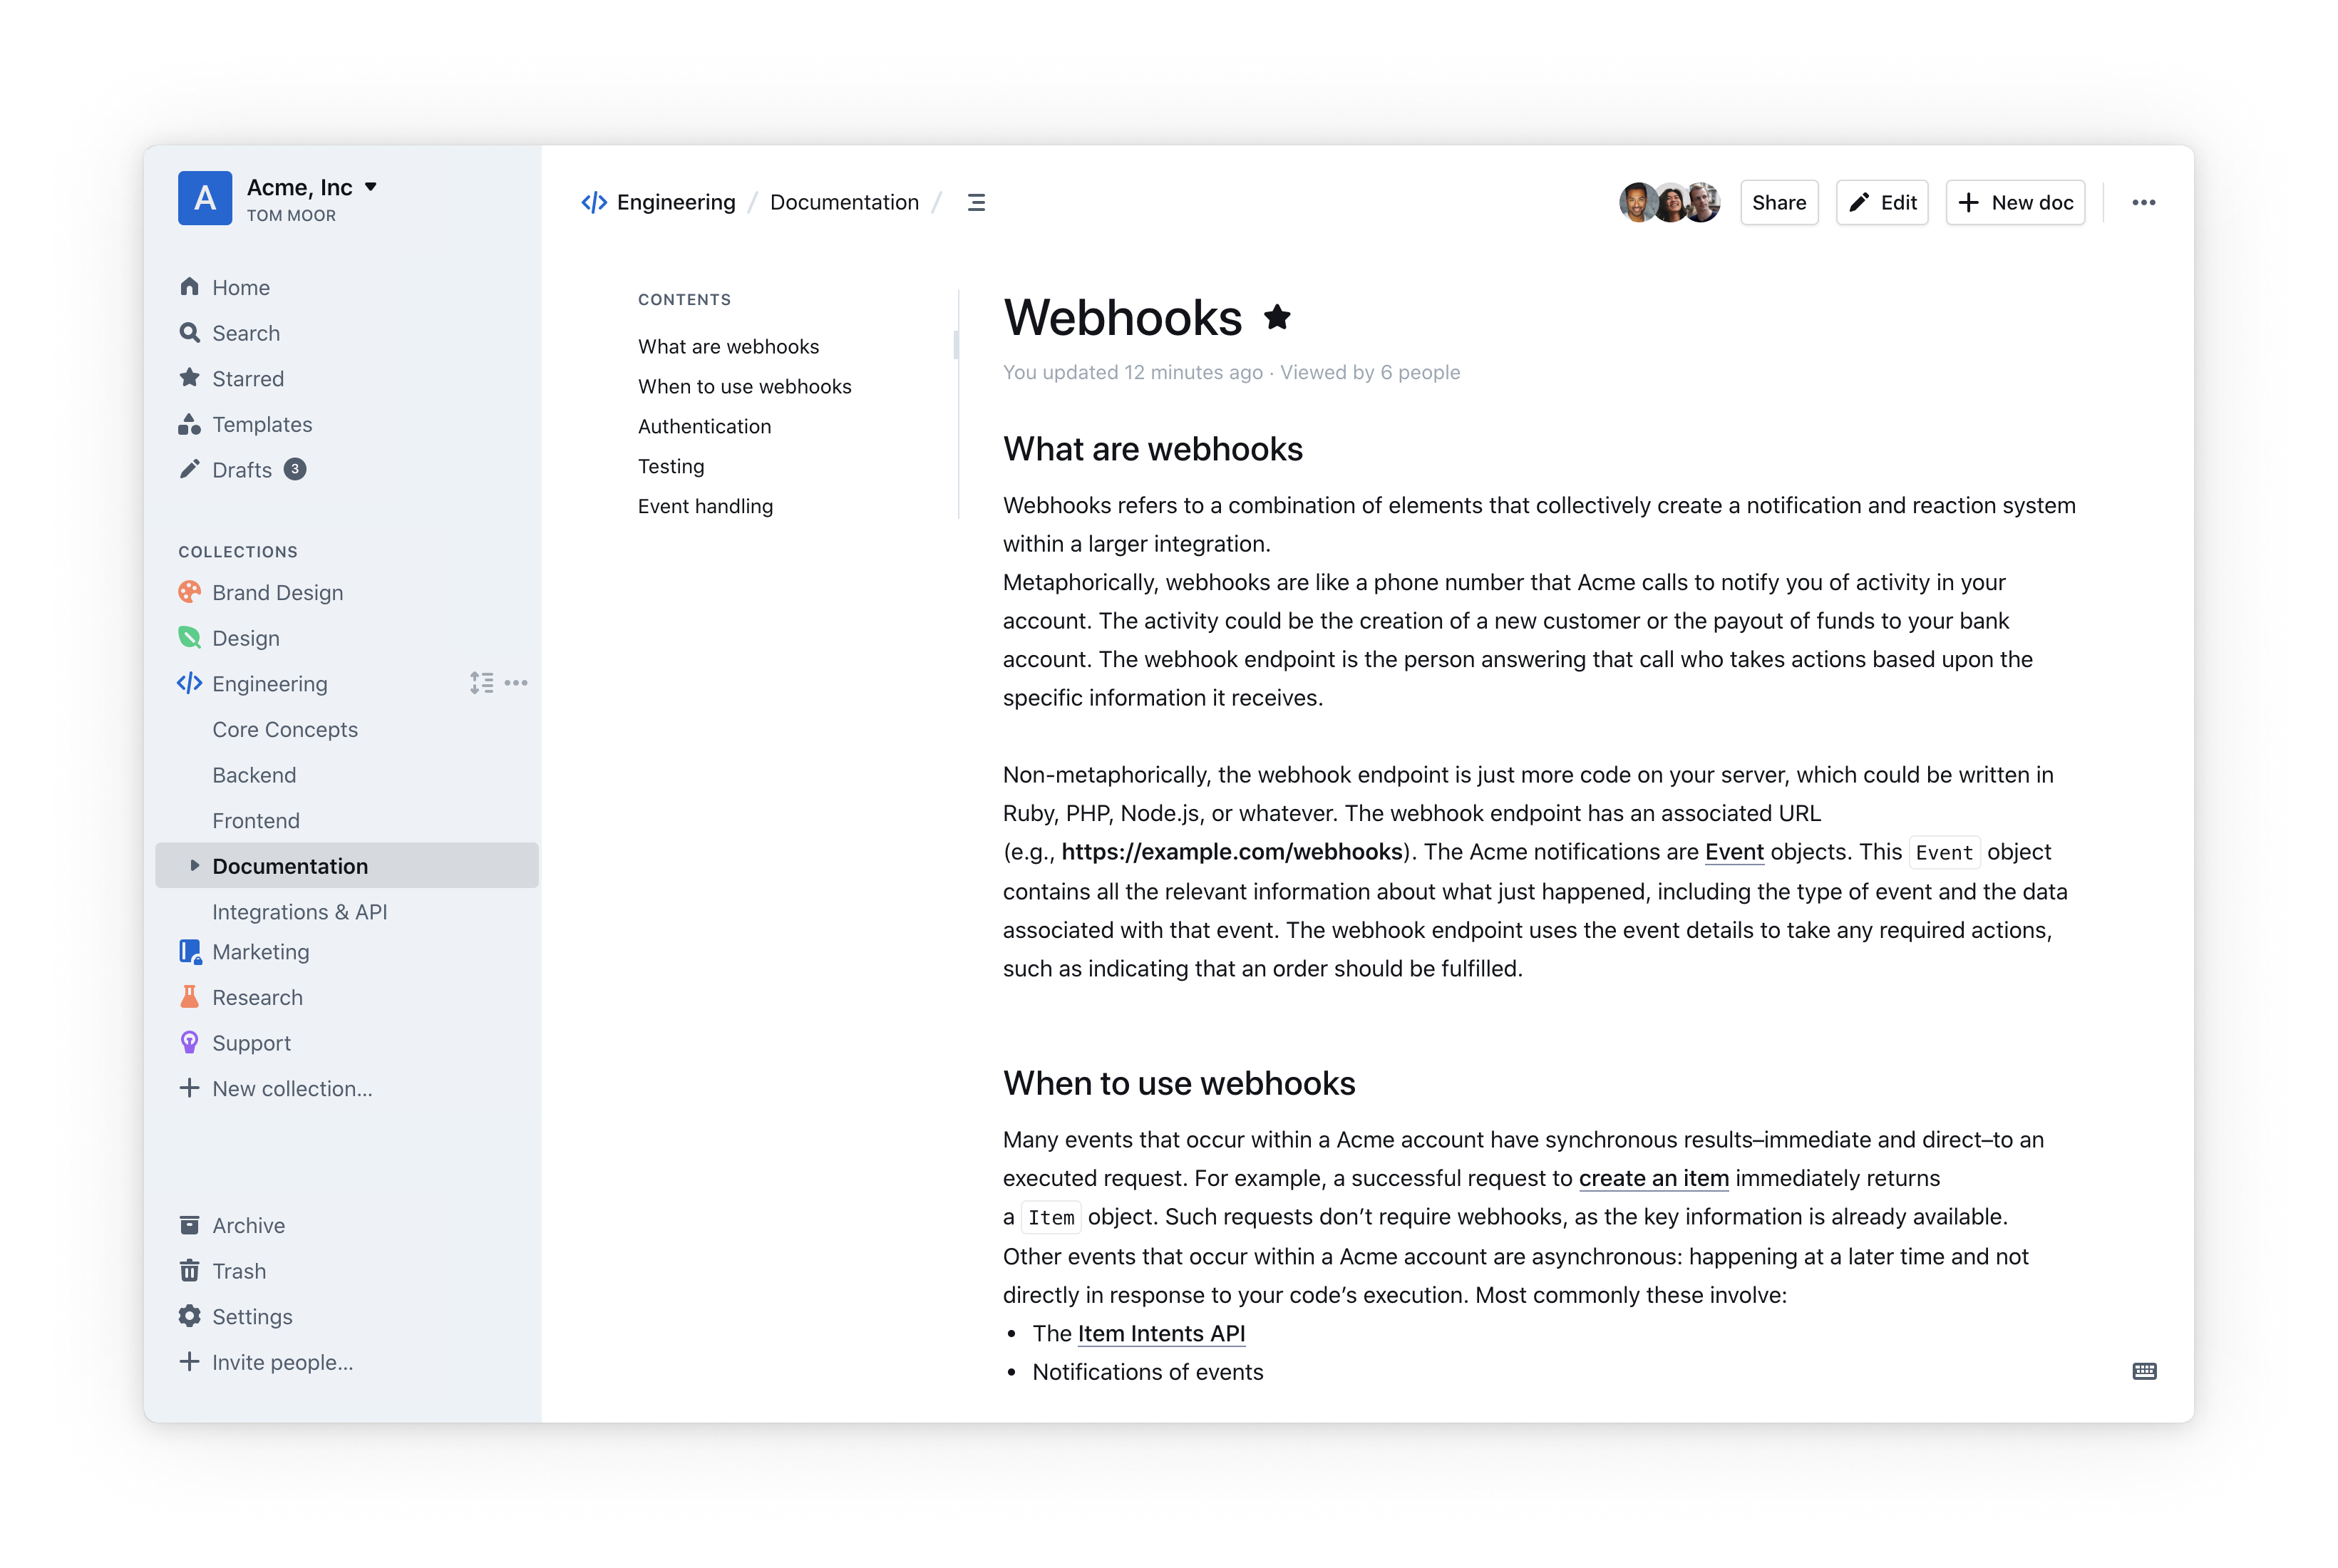 A
Acme, Inc
TOM MOOR
Home
Search
Starred
Templates
Drafts 3
COLLECTIONS
Brand Design
Design
Engineering
Core Concepts
Backend
Frontend
Documentation
Integrations & API
Marketing
Research
Support
New collection...
Archive
Trash
Settings
Invite people...
Engineering / Documentation /
Share
Edit
New doc
CONTENTS
What are webhooks
When to use webhooks
Authentication
Testing
Event handling
Webhooks
You updated 12 minutes ago · Viewed by 6 people
What are webhooks
Webhooks refers to a combination of elements that collectively create a notification and reaction system
within a larger integration.
Metaphorically, webhooks are like a phone number that Acme calls to notify you of activity in your
account. The activity could be the creation of a new customer or the payout of funds to your bank
account. The webhook endpoint is the person answering that call who takes actions based upon the
specific information it receives.
Non-metaphorically, the webhook endpoint is just more code on your server, which could be written in
Ruby, PHP, Node.js, or whatever. The webhook endpoint has an associated URL
(e.g., https://example.com/webhooks). The Acme notifications are Event objects. This Event object
contains all the relevant information about what just happened, including the type of event and the data
associated with that event. The webhook endpoint uses the event details to take any required actions,
such as indicating that an order should be fulfilled.
When to use webhooks
Many events that occur within a Acme account have synchronous results–immediate and direct–to an
executed request. For example, a successful request to create an item immediately returns
a Item object. Such requests don’t require webhooks, as the key information is already available.
Other events that occur within a Acme account are asynchronous: happening at a later time and not
directly in response to your code’s execution. Most commonly these involve:
• The Item Intents API
• Notifications of events